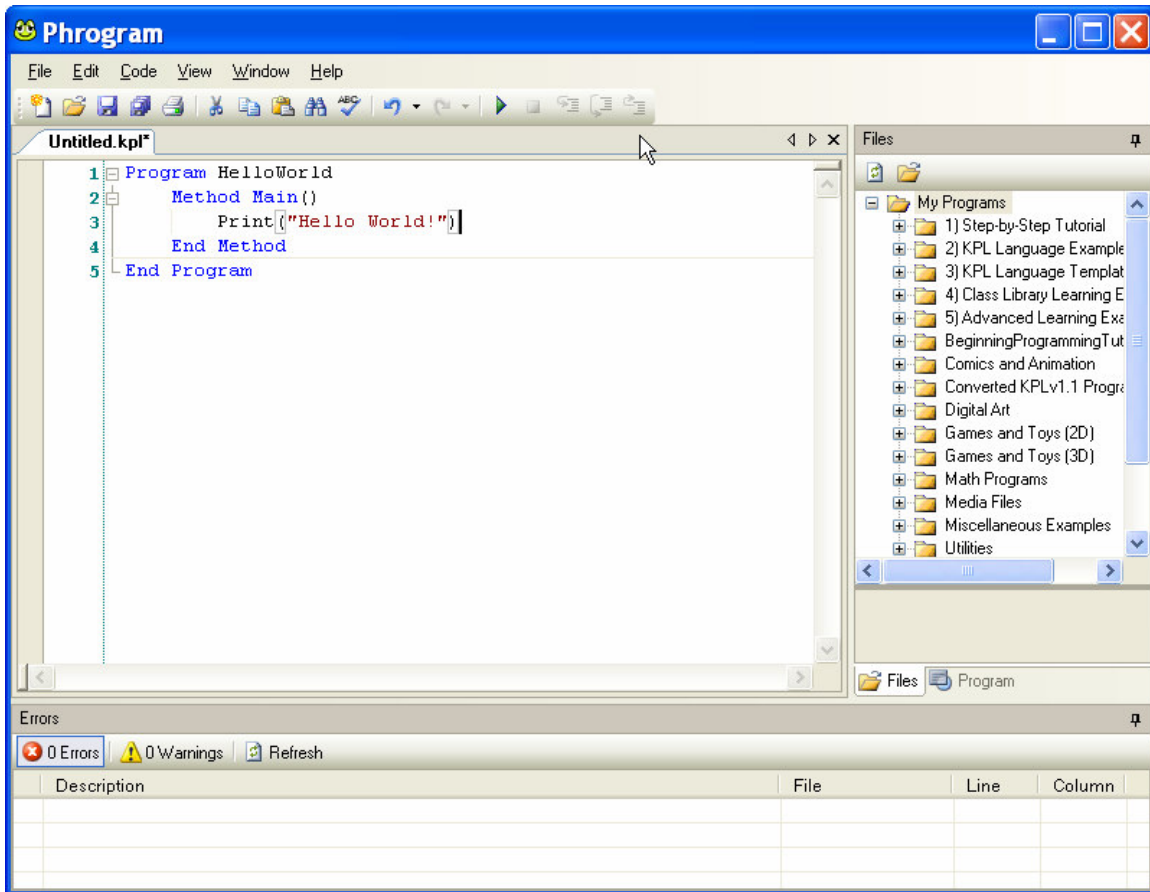 Phrogram
File Edit Code View Window Help
ABC
Untitled.kpl*
1 Program HelloWorld
2 Method Main()
3 Print("Hello World!")
4 End Method
5 End Program
Files
My Programs
1) Step-by-Step Tutorial
2) KPL Language Example
3) KPL Language Templat
4) Class Library Learning E
5) Advanced Learning Exa
BeginningProgrammingTut
Comics and Animation
Converted KPLv1.1 Progra
Digital Art
Games and Toys (2D)
Games and Toys (3D)
Math Programs
Media Files
Miscellaneous Examples
Utilities
Files Program
Errors
0 Errors 0 Warnings Refresh
Description File Line Column